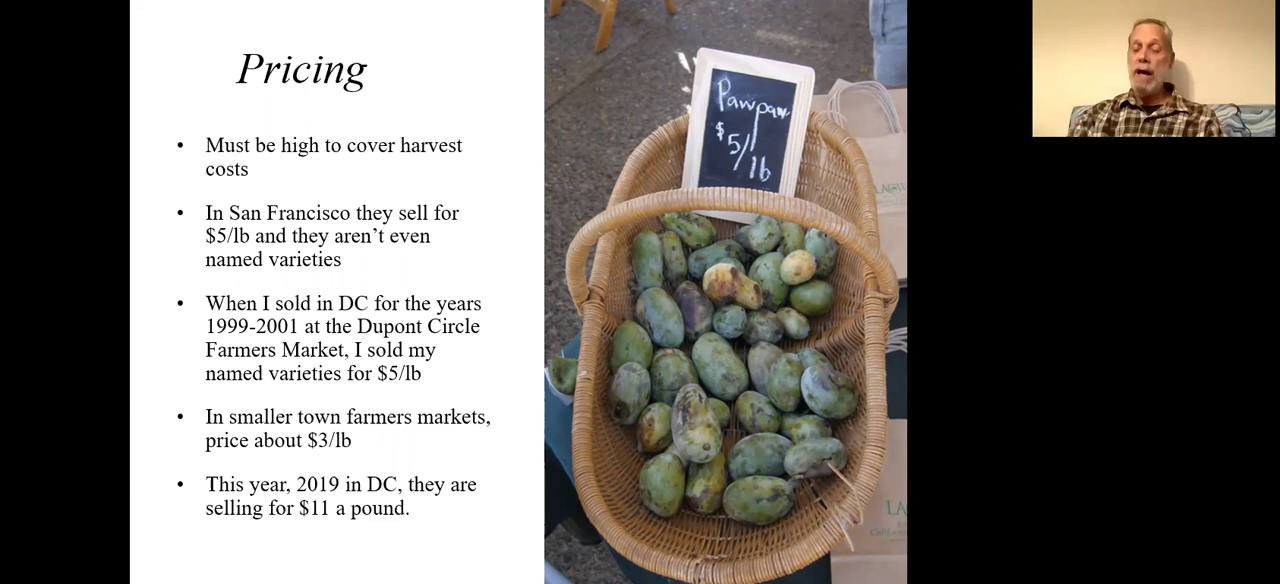 Pricing
• Must be high to cover harvest
costs
• In San Francisco they sell for
$5/lb and they aren’t even
named varieties
• When I sold in DC for the years
1999-2001 at the Dupont Circle
Farmers Market, I sold my
named varieties for $5/lb
• In smaller town farmers markets,
price about $3/lb
• This year, 2019 in DC, they are
selling for $11 a pound.
Pawpaw
$5/lb